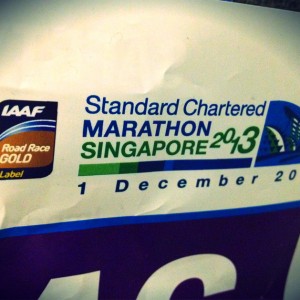 IAAF
Road Race
GOLD
Label
Standard Chartered
MARATHON
SINGAPORE 2013
1 December 20